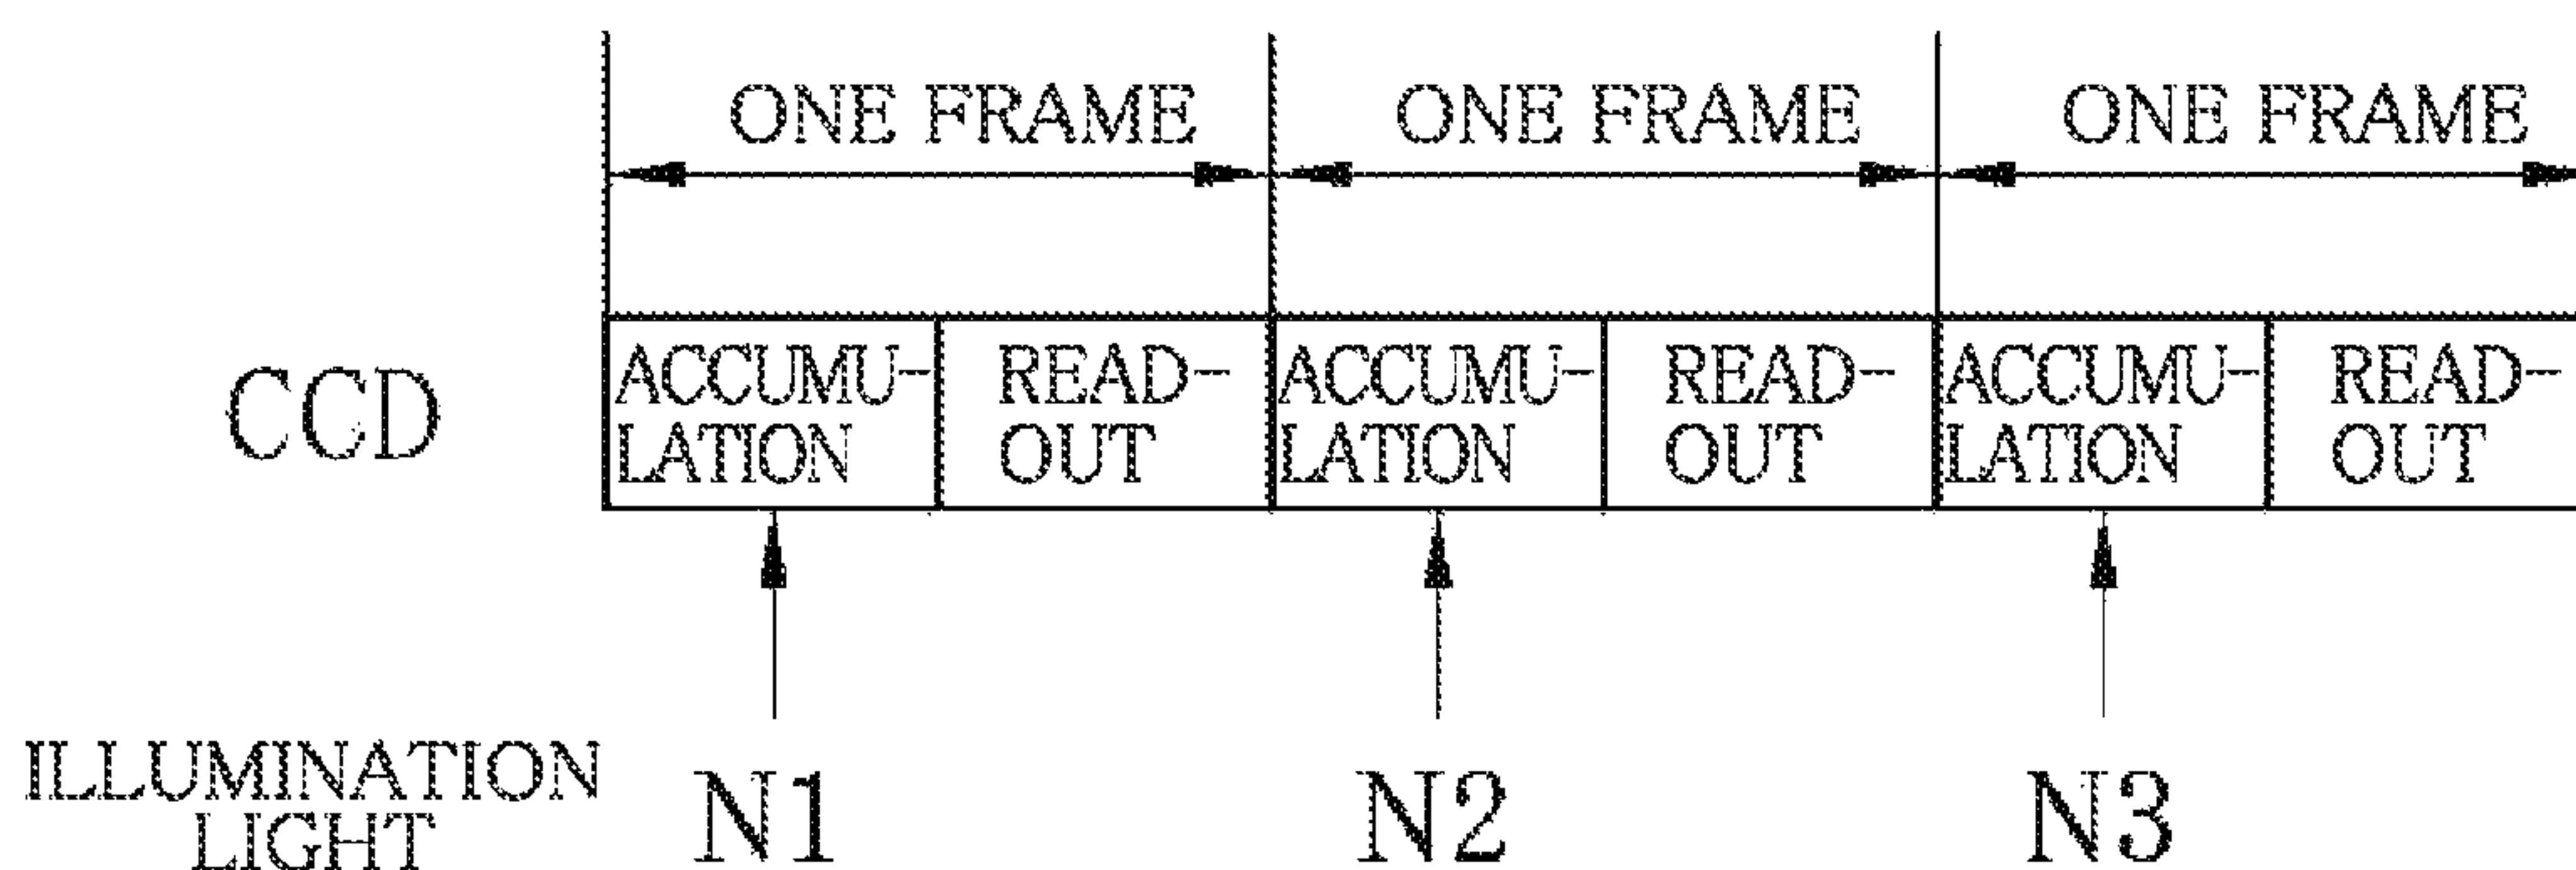 ONE FRAME ONE FRAME ONE FRAME
CCD
ACCUMU-
LATION
READ-
OUT
ACCUMU-
LATION
READ-
OUT
ACCUMU-
LATION
READ-
OUT
ILLUMINATION
LIGHT
N1 N2 N3